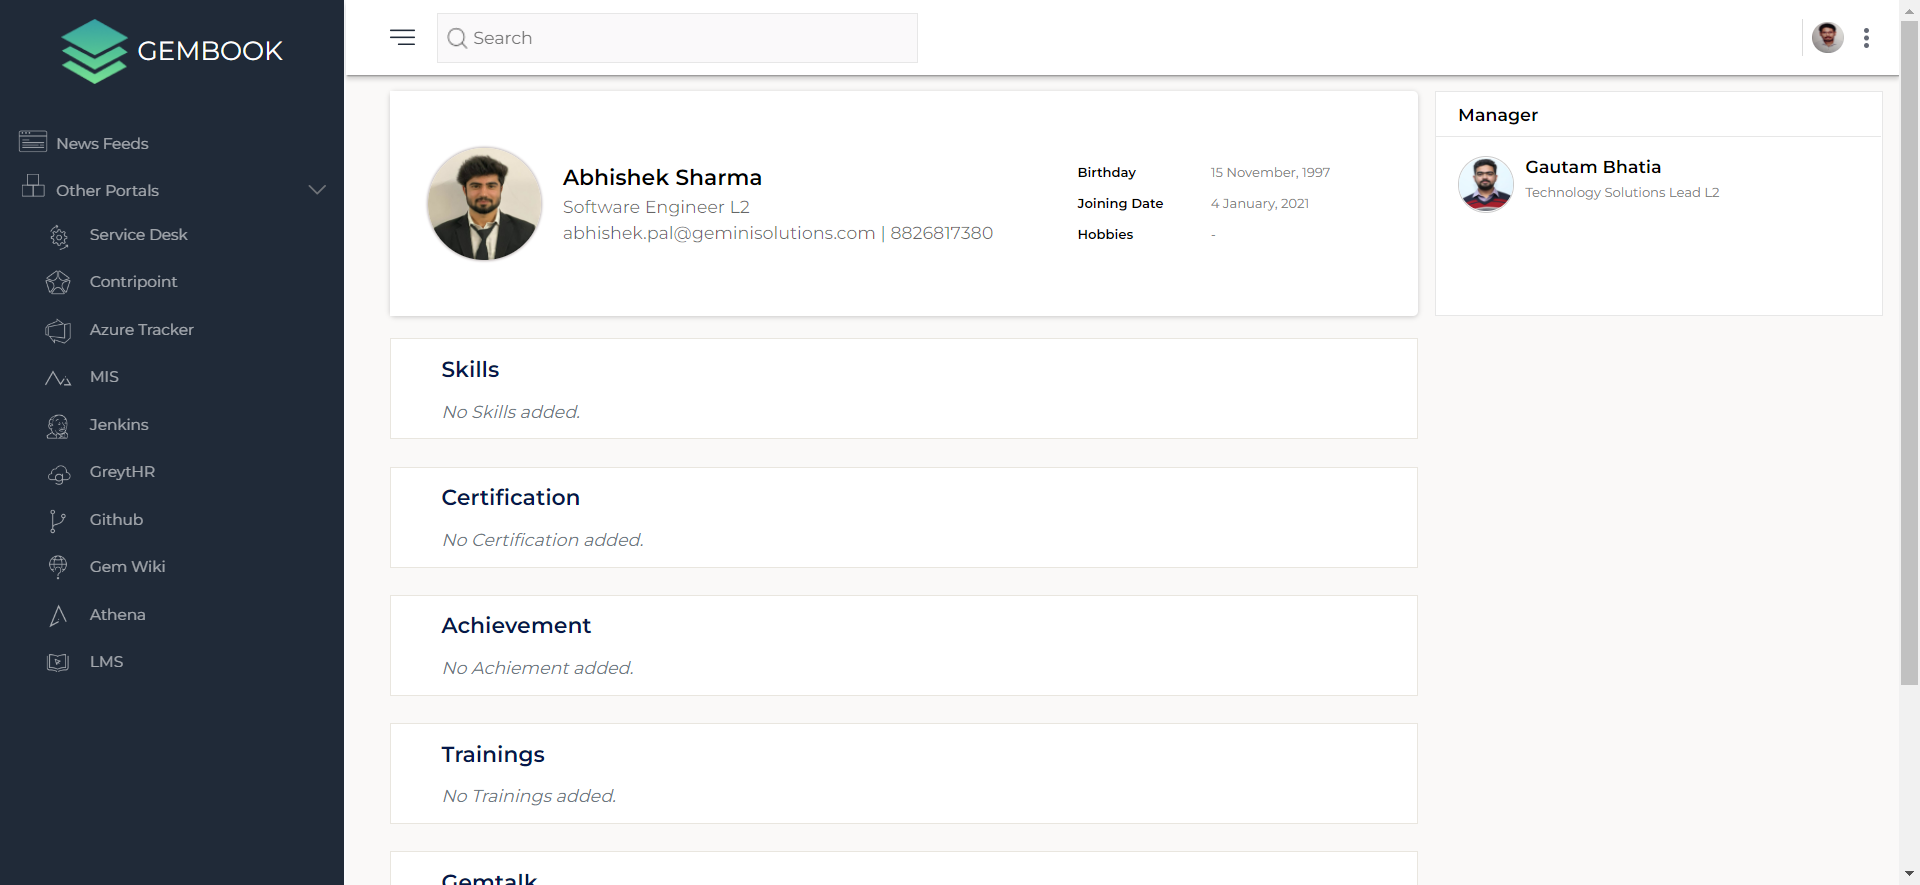 GEMBOOK
Search
News Feeds
Other Portals
Service Desk
Contripoint
Azure Tracker
MIS
Jenkins
GreytHR
Github
Gem Wiki
Athena
LMS
Abhishek Sharma
Software Engineer L2
abhishek.pal@geminisolutions.com | 8826817380
Birthday 15 November, 1997
Joining Date 4 January, 2021
Hobbies -
Manager
Gautam Bhatia
Technology Solutions Lead L2
Skills
No Skills added.
Certification
No Certification added.
Achievement
No Achiement added.
Trainings
No Trainings added.
Gemtalk